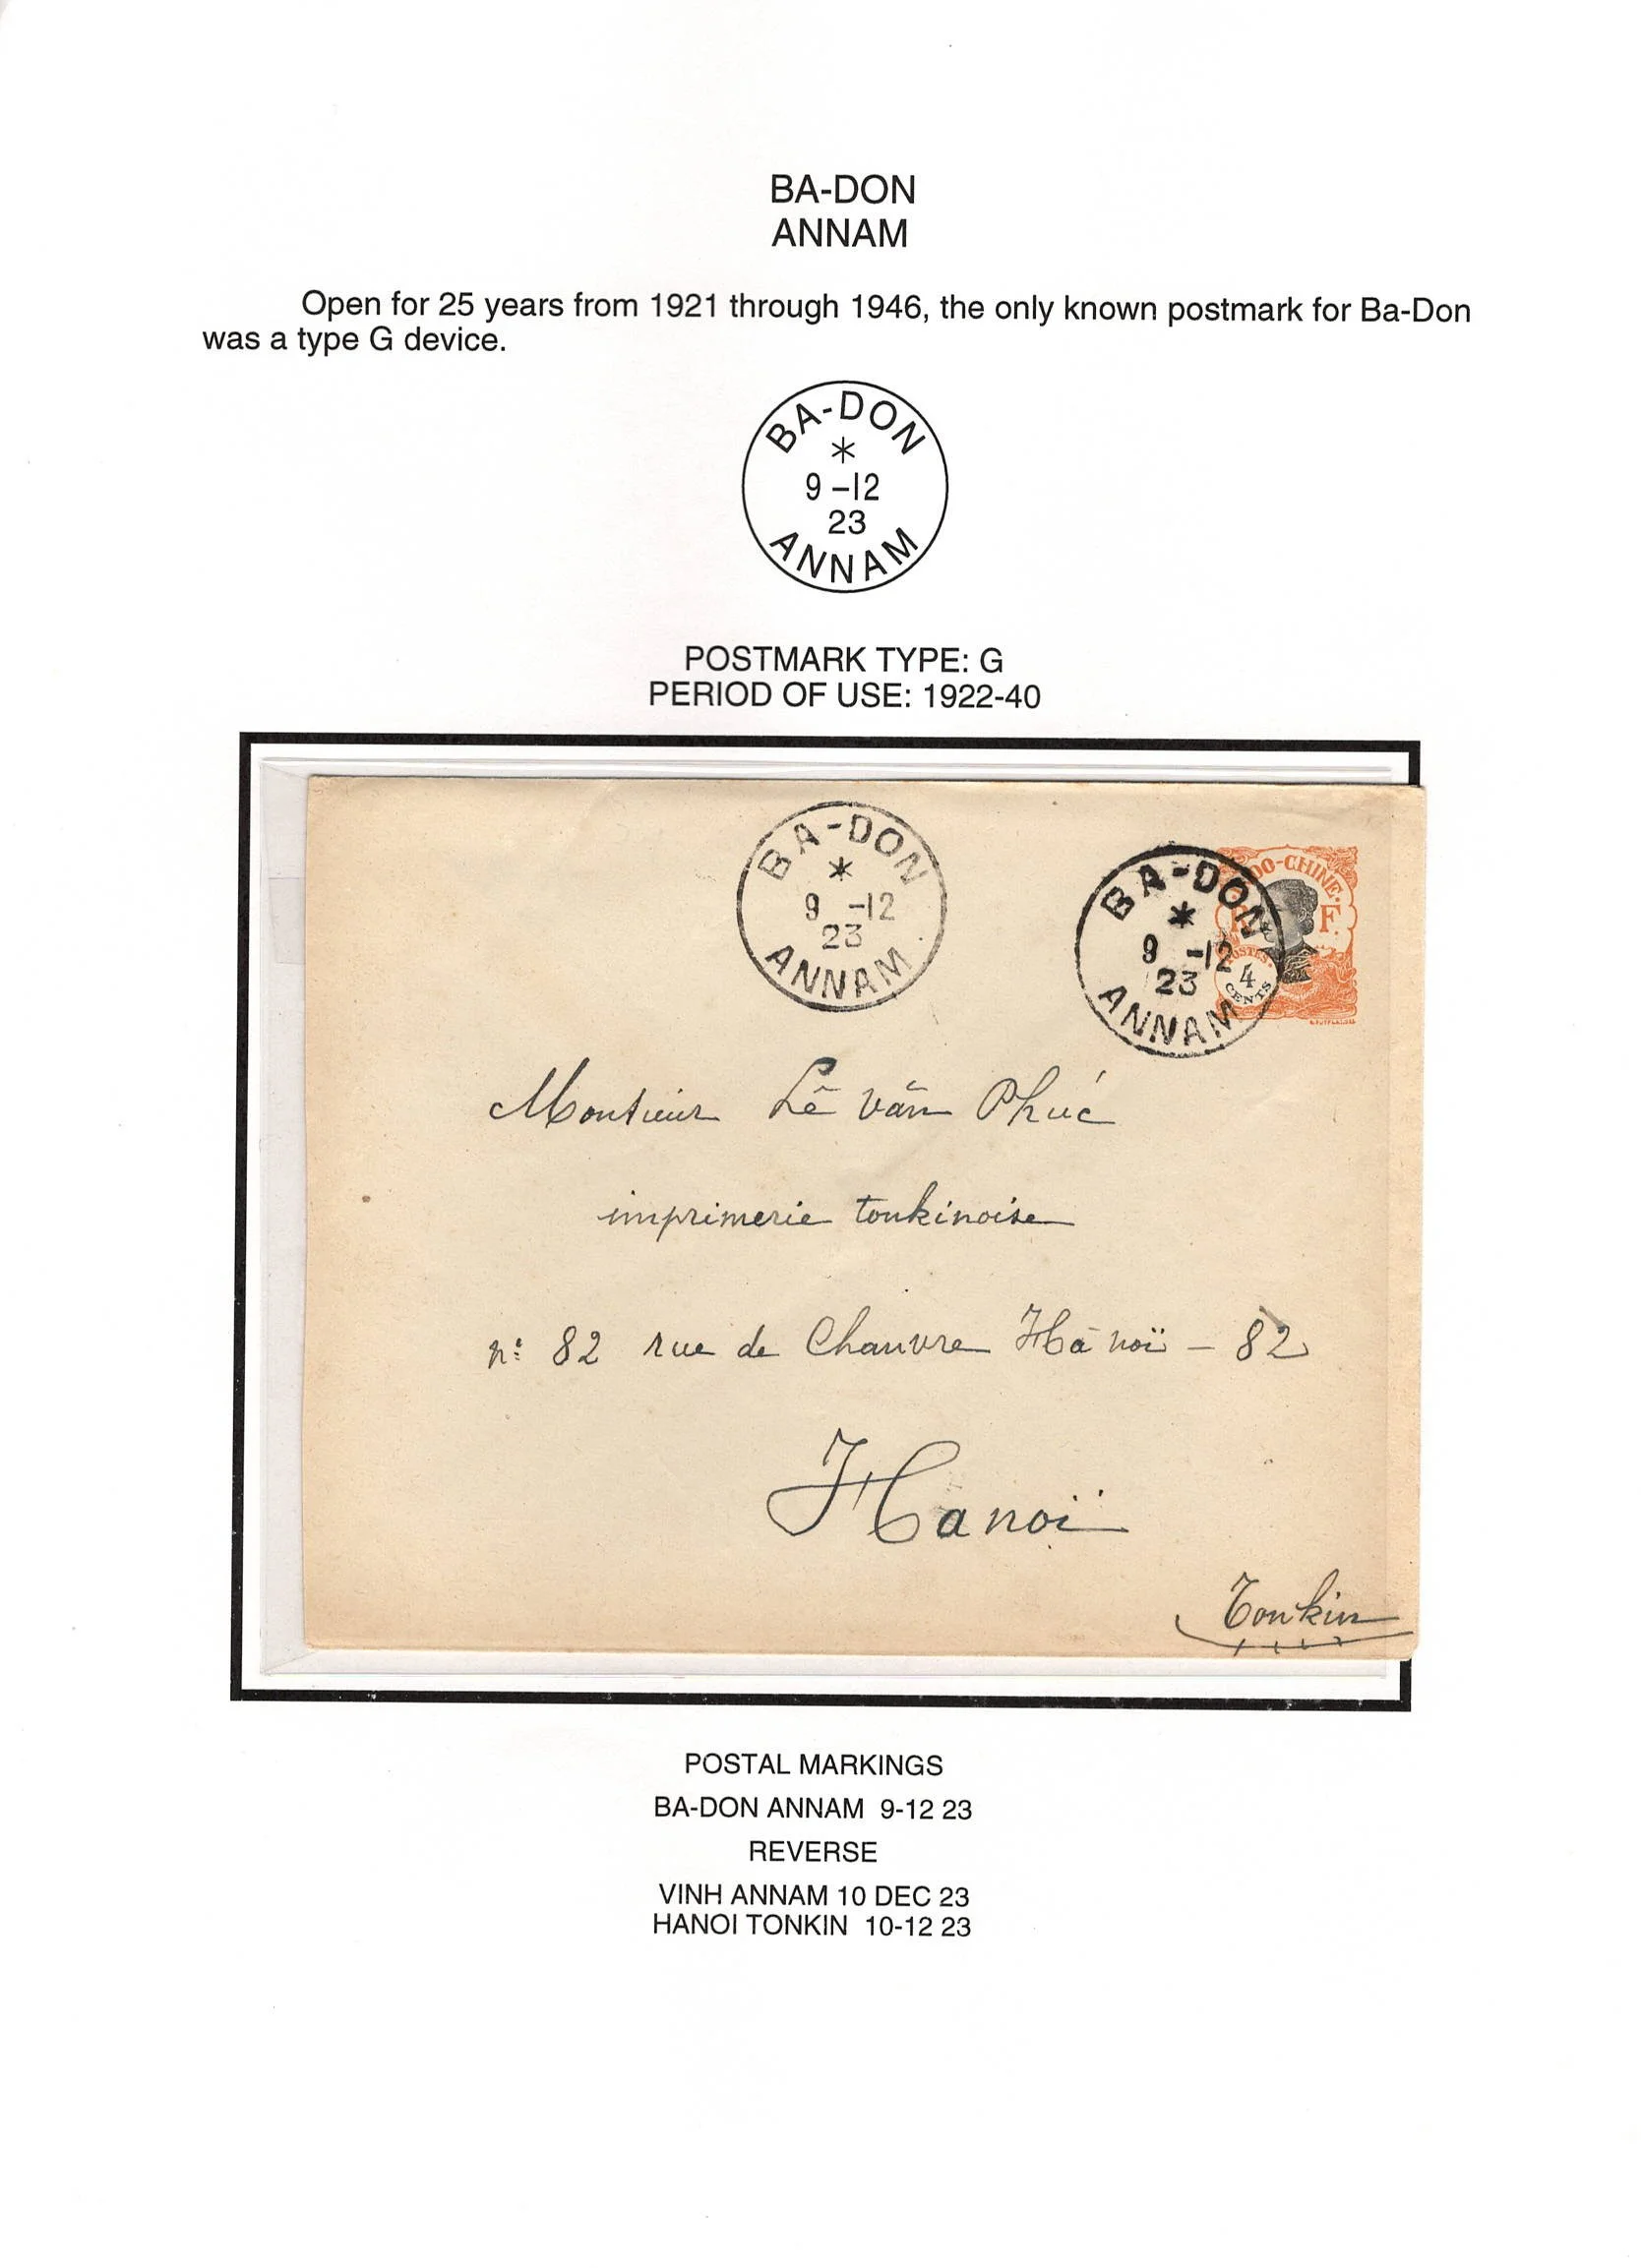 BA-DON
ANNAM
Open for 25 years from 1921 through 1946, the only known postmark for Ba-Don
was a type G device.
BA-DON
*
9 -12
23
ANNAM
POSTMARK TYPE: G
PERIOD OF USE: 1922-40
BA-DON
*
9 -12
23
ANNAM
BA-DON
*
9 -12
23
ANNAM
DO-CHINE.
F.
POSTES
4
CENTS
Monsieur Lê Văn Phúc
imprimerie tonkinoise
n: 82 rue de Chanvre Hà noï - 82
Hanoï
Tonkin
POSTAL MARKINGS
BA-DON ANNAM 9-12 23
REVERSE
VINH ANNAM 10 DEC 23
HANOI TONKIN 10-12 23